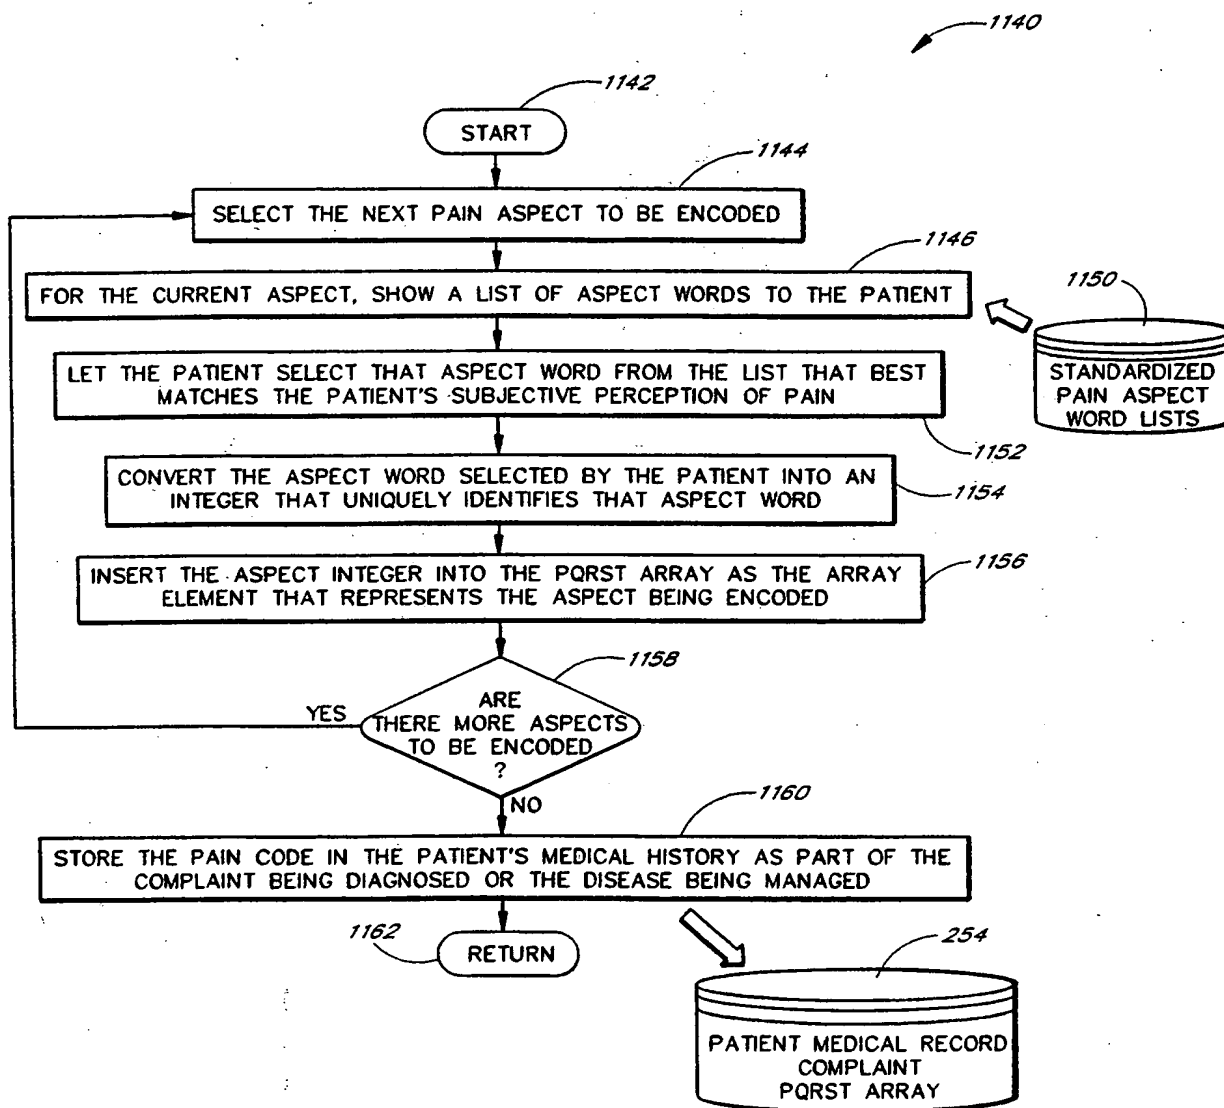 1140
1142
START
1144
SELECT THE NEXT PAIN ASPECT TO BE ENCODED
1146
FOR THE CURRENT ASPECT, SHOW A LIST OF ASPECT WORDS TO THE PATIENT
1150
STANDARDIZED
PAIN ASPECT
WORD LISTS
LET THE PATIENT SELECT THAT ASPECT WORD FROM THE LIST THAT BEST
MATCHES THE PATIENT'S SUBJECTIVE PERCEPTION OF PAIN
1152
CONVERT THE ASPECT WORD SELECTED BY THE PATIENT INTO AN
INTEGER THAT UNIQUELY IDENTIFIES THAT ASPECT WORD
1154
INSERT THE ASPECT INTEGER INTO THE PQRST ARRAY AS THE ARRAY
ELEMENT THAT REPRESENTS THE ASPECT BEING ENCODED
1156
1158
ARE
THERE MORE ASPECTS
TO BE ENCODED
?
YES
NO
1160
STORE THE PAIN CODE IN THE PATIENT'S MEDICAL HISTORY AS PART OF THE
COMPLAINT BEING DIAGNOSED OR THE DISEASE BEING MANAGED
1162
RETURN
254
PATIENT MEDICAL RECORD
COMPLAINT
PQRST ARRAY